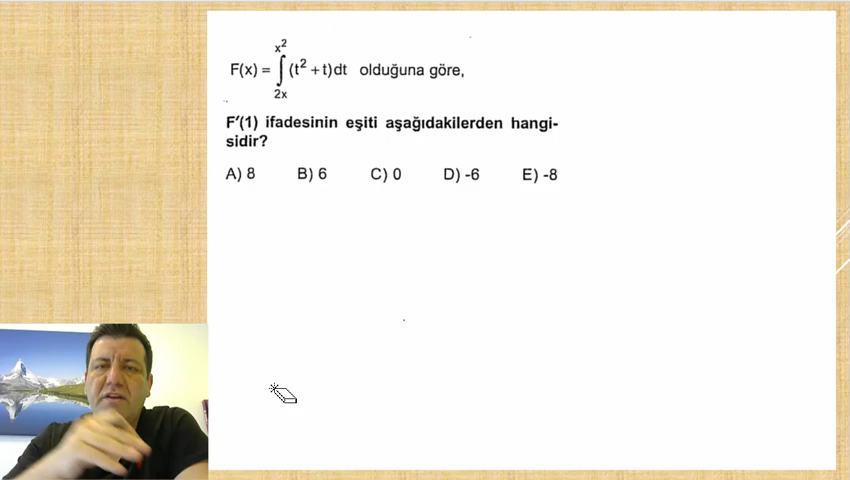 F(x) = ∫_{2x}^{x²} (t² + t)dt olduğuna göre,
F′(1) ifadesinin eşiti aşağıdakilerden hangi-
sidir?
A) 8 B) 6 C) 0 D) -6 E) -8